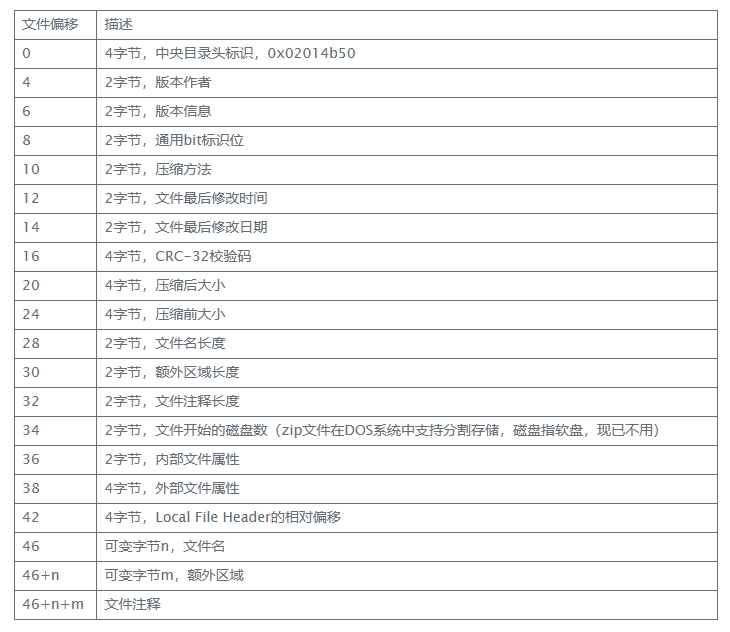 文件偏移 描述
0 4字节，中央目录头标识，0x02014b50
4 2字节，版本作者
6 2字节，版本信息
8 2字节，通用bit标识位
10 2字节，压缩方法
12 2字节，文件最后修改时间
14 2字节，文件最后修改日期
16 4字节，CRC-32校验码
20 4字节，压缩后大小
24 4字节，压缩前大小
28 2字节，文件名长度
30 2字节，额外区域长度
32 2字节，文件注释长度
34 2字节，文件开始的磁盘数（zip文件在DOS系统中支持分割存储，磁盘指软盘，现已不用）
36 2字节，内部文件属性
38 4字节，外部文件属性
42 4字节，Local File Header的相对偏移
46 可变字节n，文件名
46+n 可变字节m，额外区域
46+n+m 文件注释